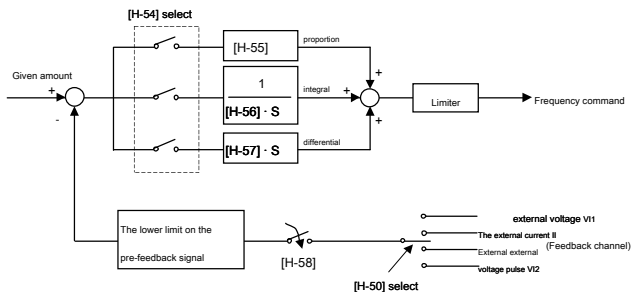 [H-54] select
[H-55]
proportion
Given amount
+
-
1
[H-56] · S
integral
+
+
+
Limiter
Frequency command
[H-57] · S
differential
The lower limit on the
pre-feedback signal
[H-58]
external voltage VI1
The external current II
External external
(Feedback channel)
voltage pulse VI2
[H-50] select